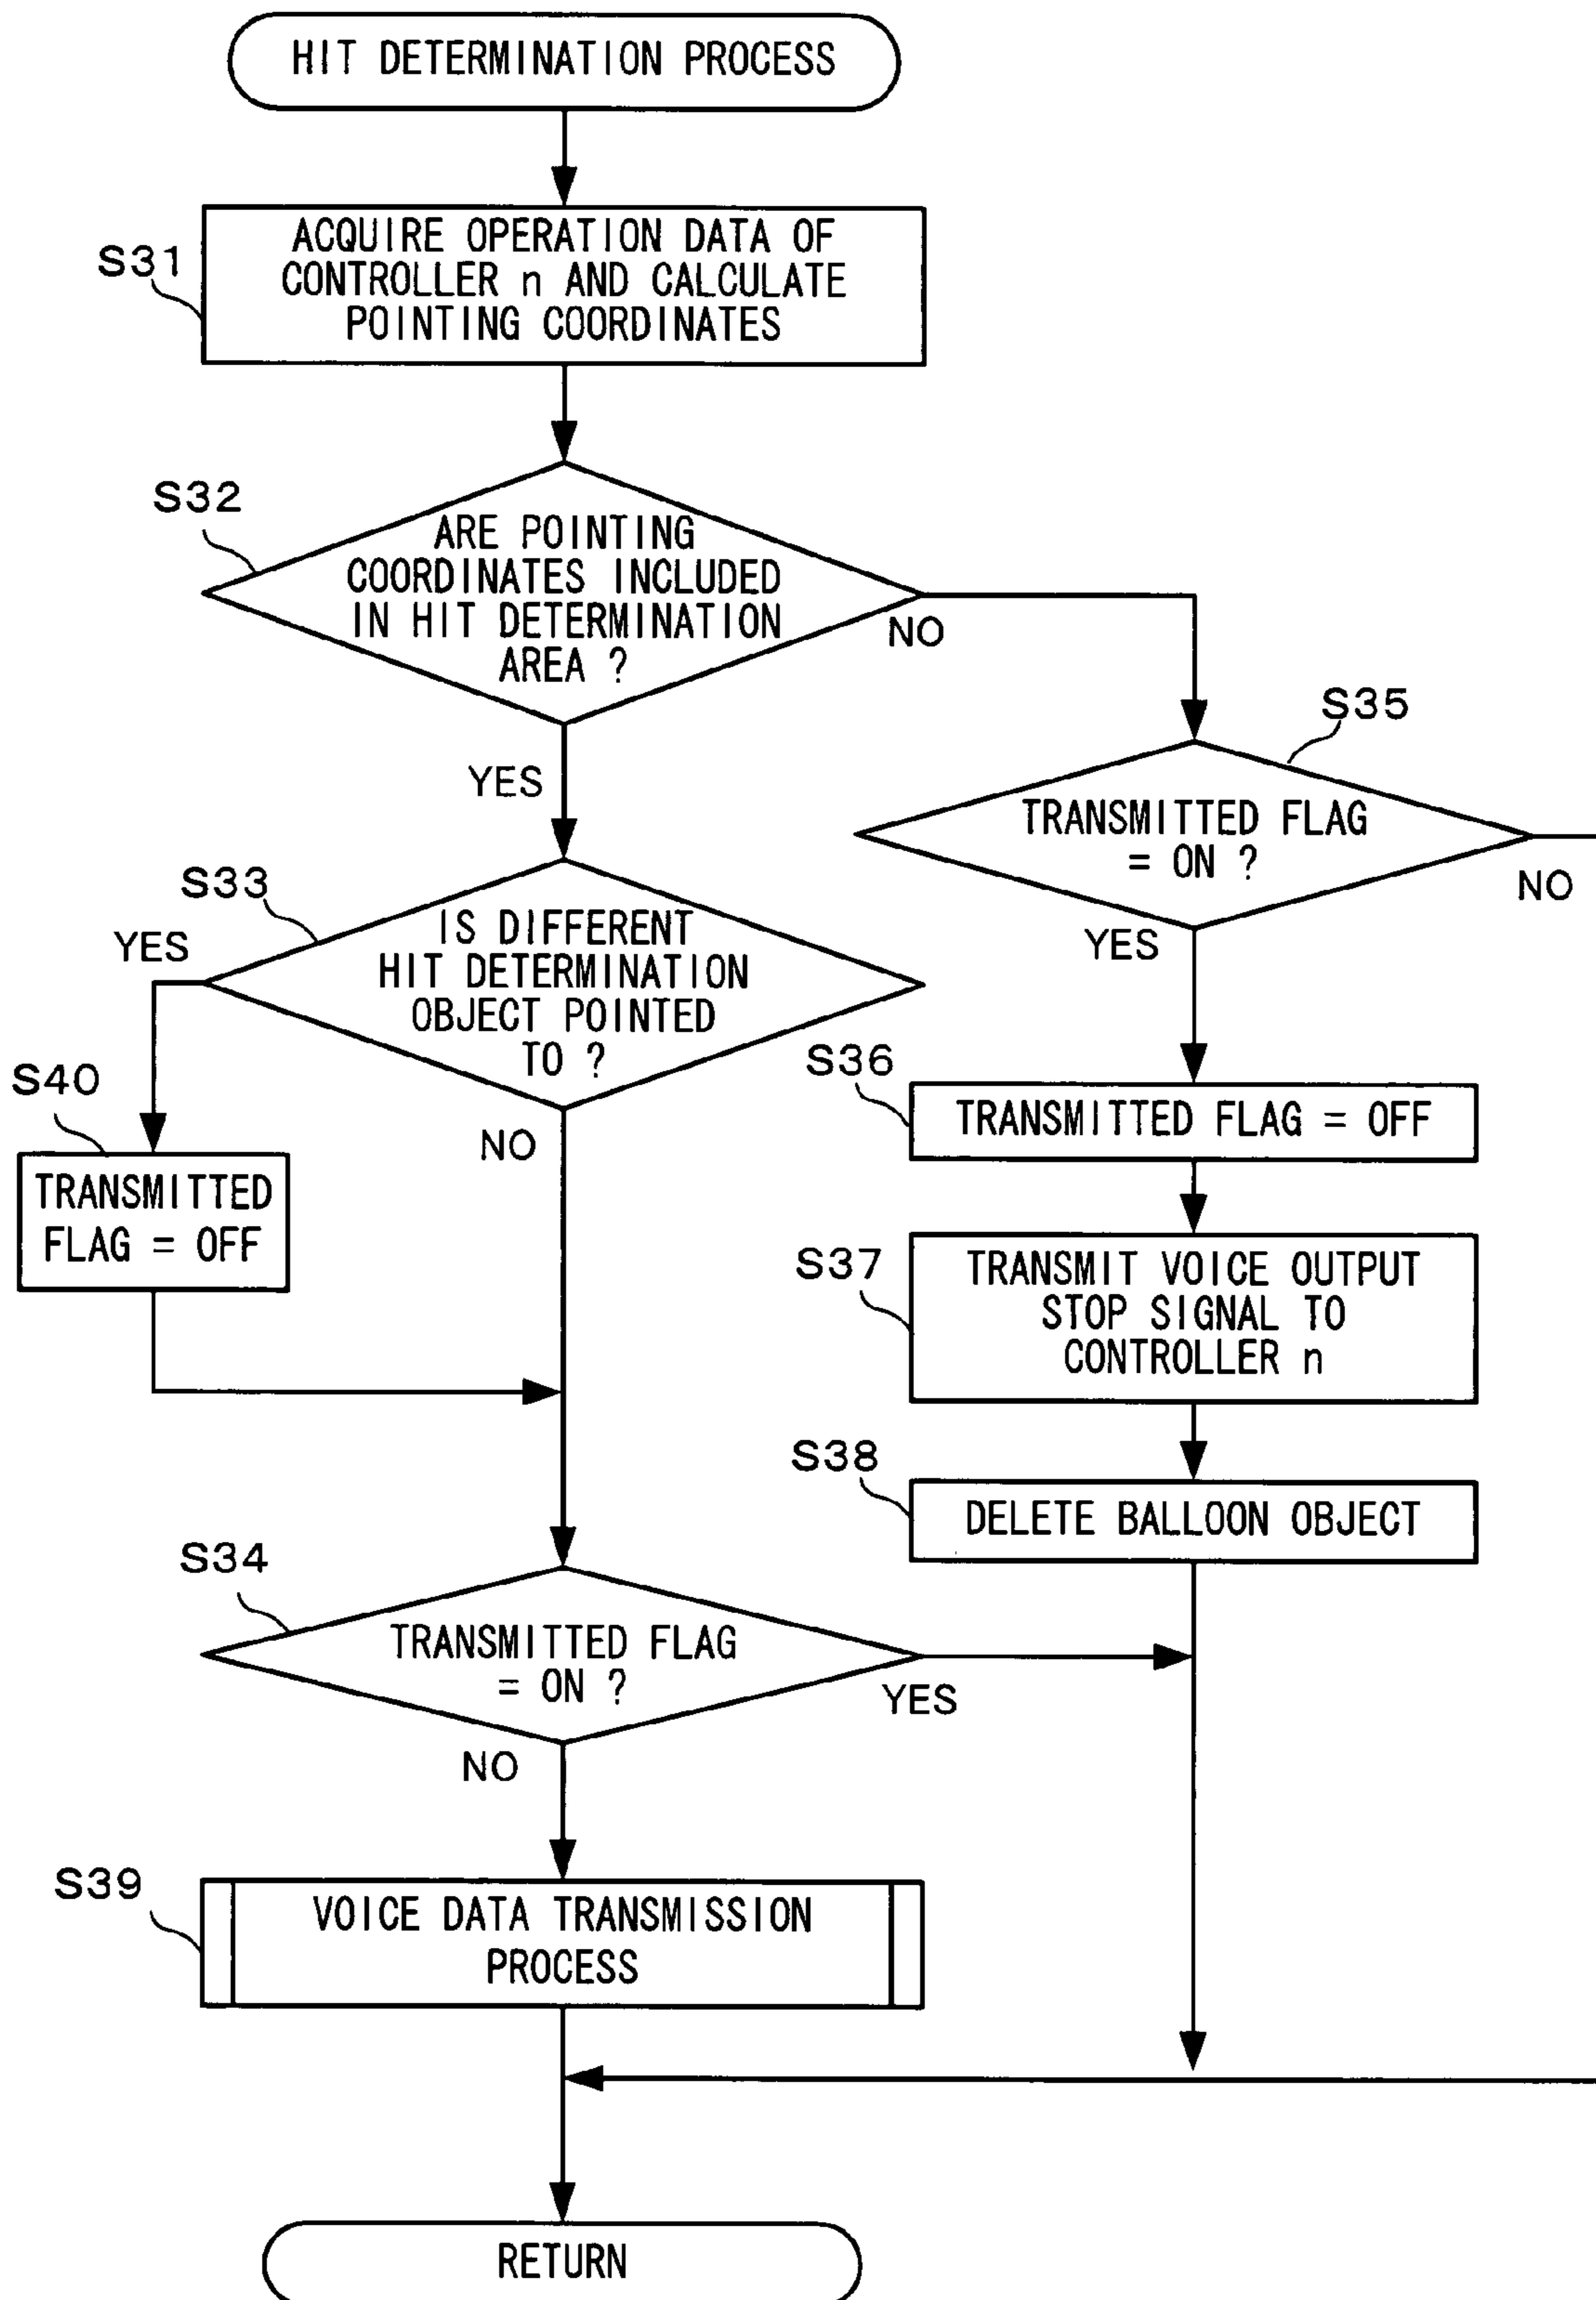 HIT DETERMINATION PROCESS
S31
ACQUIRE OPERATION DATA OF
CONTROLLER n AND CALCULATE
POINTING COORDINATES
S32
ARE POINTING
COORDINATES INCLUDED
IN HIT DETERMINATION
AREA ?
NO
YES
S35
TRANSMITTED FLAG
= ON ?
NO
YES
S33
IS DIFFERENT
HIT DETERMINATION
OBJECT POINTED
TO ?
YES
NO
S40
TRANSMITTED
FLAG = OFF
S36
TRANSMITTED FLAG = OFF
S37
TRANSMIT VOICE OUTPUT
STOP SIGNAL TO
CONTROLLER n
S38
DELETE BALLOON OBJECT
S34
TRANSMITTED FLAG
= ON ?
YES
NO
S39
VOICE DATA TRANSMISSION
PROCESS
RETURN